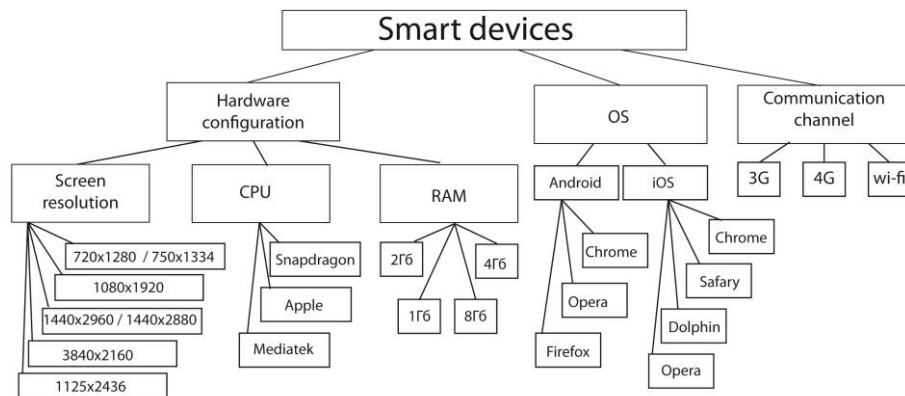 Smart devices
Hardware
configuration
OS
Communication
channel
Screen
resolution
CPU
RAM
Android
iOS
3G
4G
wi-fi
720x1280 / 750x1334
1080x1920
1440x2960 / 1440x2880
3840x2160
1125x2436
Snapdragon
Apple
Mediatek
2Гб
4Гб
1Гб
8Гб
Chrome
Opera
Firefox
Chrome
Safary
Dolphin
Opera